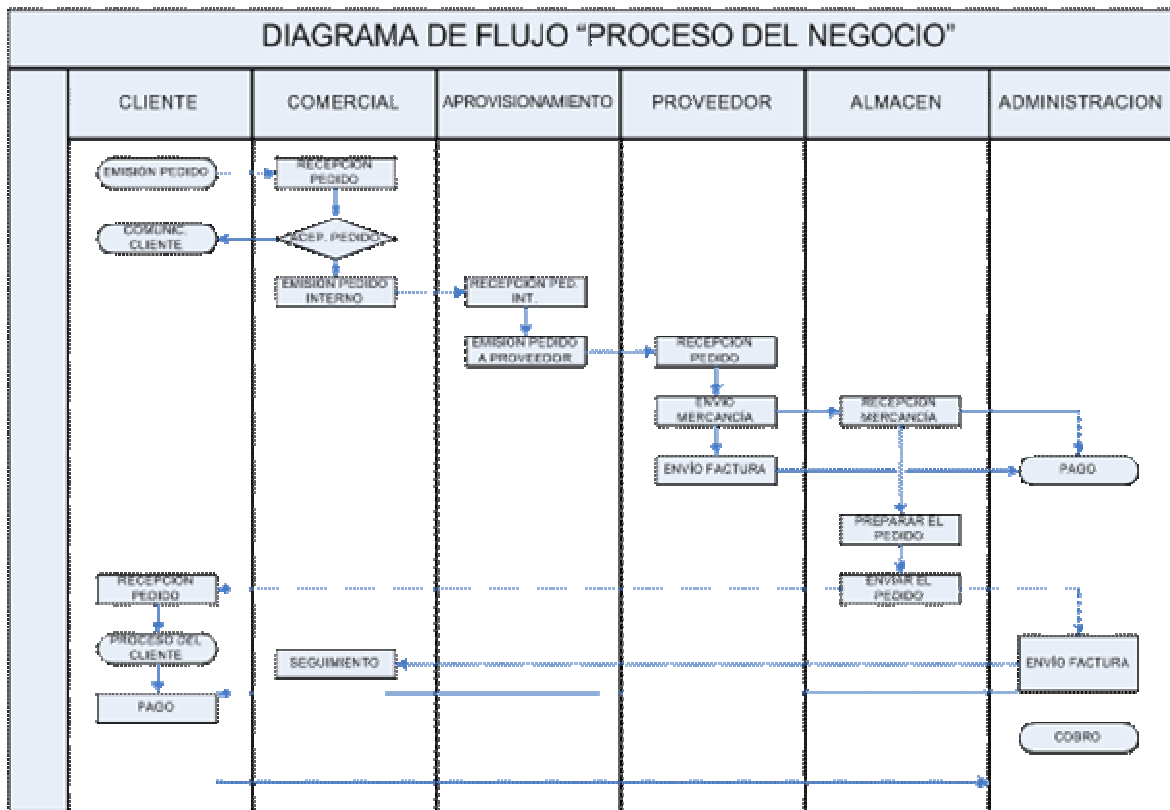 DIAGRAMA DE FLUJO “PROCESO DEL NEGOCIO”
CLIENTE
COMERCIAL
APROVISIONAMIENTO
PROVEEDOR
ALMACEN
ADMINISTRACION
EMISION PEDIDO
RECEPCION
PEDIDO
COMUNIC.
CLIENTE
ACEP. PEDIDO
EMISION PEDIDO
INTERNO
RECEPCION PED.
INT.
EMISION PEDIDO
A PROVEEDOR
RECEPCION
PEDIDO
ENVIO
MERCANCÍA
RECEPCION
MERCANCÍA
ENVÍO FACTURA
PAGO
PREPARAR EL
PEDIDO
RECEPCION
PEDIDO
ENVIAR EL
PEDIDO
PROCESO DEL
CLIENTE
SEGUIMIENTO
ENVÍO FACTURA
PAGO
COBRO